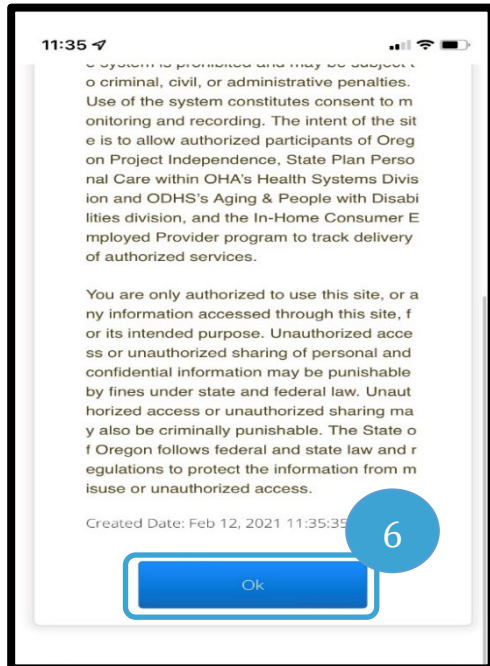 11:35
e system is prohibited and may be subject t
o criminal, civil, or administrative penalties.
Use of the system constitutes consent to m
onitoring and recording. The intent of the sit
e is to allow authorized participants of Oreg
on Project Independence, State Plan Perso
nal Care within OHA's Health Systems Divis
ion and ODHS's Aging & People with Disabi
lities division, and the In-Home Consumer E
mployed Provider program to track delivery
of authorized services.
You are only authorized to use this site, or a
ny information accessed through this site, f
or its intended purpose. Unauthorized acce
ss or unauthorized sharing of personal and
confidential information may be punishable
by fines under state and federal law. Unaut
horized access or unauthorized sharing ma
y also be criminally punishable. The State o
f Oregon follows federal and state law and r
egulations to protect the information from m
isuse or unauthorized access.
Created Date: Feb 12, 2021 11:35:35
6
Ok